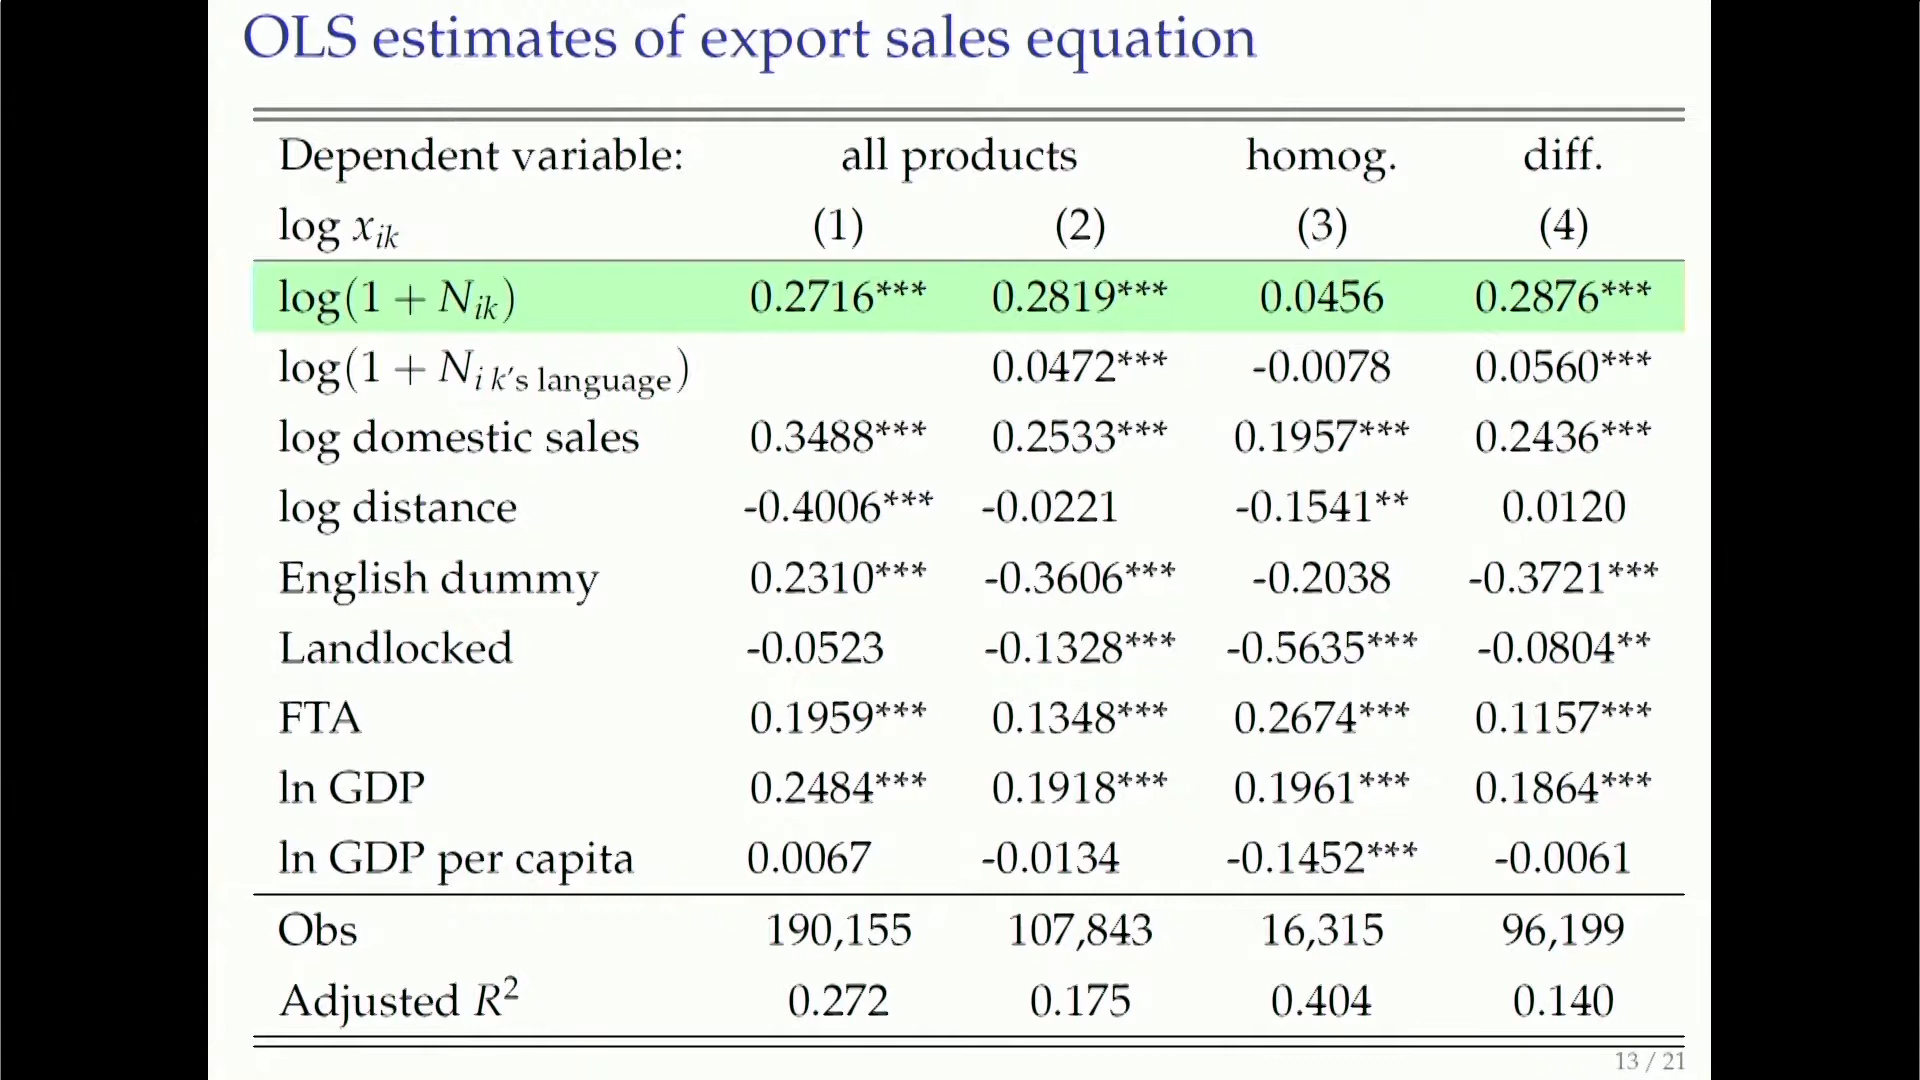 OLS estimates of export sales equation
Dependent variable: all products homog. diff.
log x_ik (1) (2) (3) (4)
log(1 + N_ik) 0.2716*** 0.2819*** 0.0456 0.2876***
log(1 + N_i k's language) 0.0472*** -0.0078 0.0560***
log domestic sales 0.3488*** 0.2533*** 0.1957*** 0.2436***
log distance -0.4006*** -0.0221 -0.1541** 0.0120
English dummy 0.2310*** -0.3606*** -0.2038 -0.3721***
Landlocked -0.0523 -0.1328*** -0.5635*** -0.0804**
FTA 0.1959*** 0.1348*** 0.2674*** 0.1157***
ln GDP 0.2484*** 0.1918*** 0.1961*** 0.1864***
ln GDP per capita 0.0067 -0.0134 -0.1452*** -0.0061
Obs 190,155 107,843 16,315 96,199
Adjusted R² 0.272 0.175 0.404 0.140
13 / 21